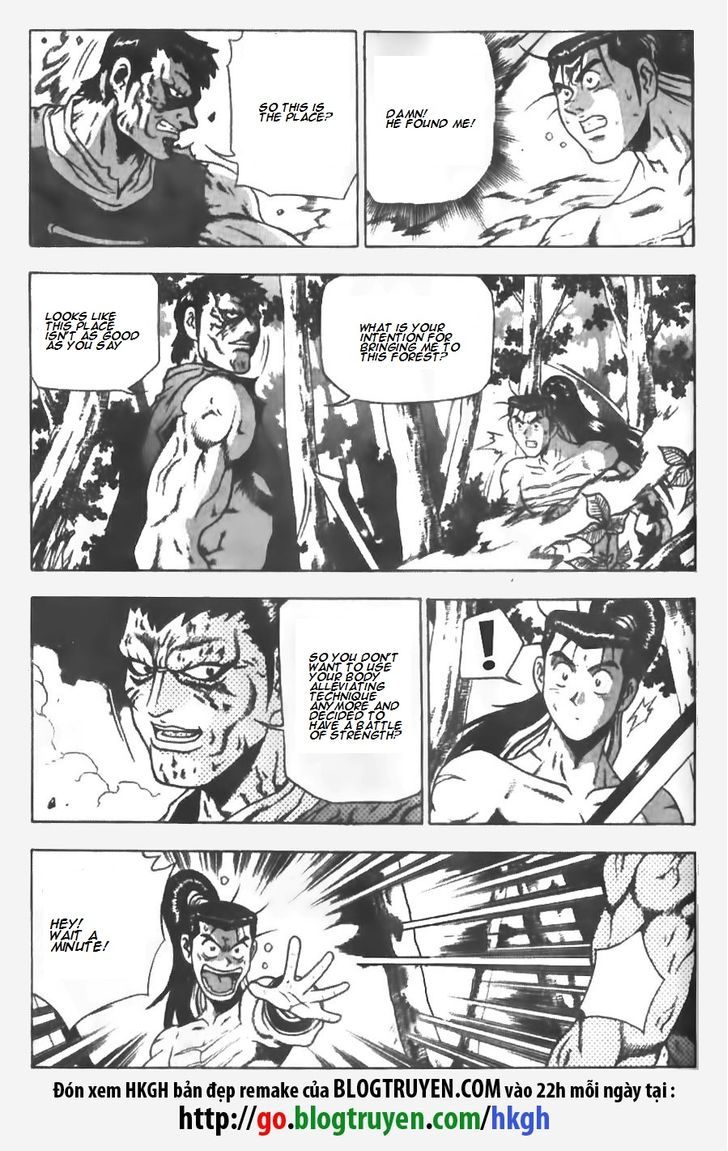 SO THIS IS
THE PLACE?
DAMN!
HE FOUND ME!
LOOKS LIKE
THIS PLACE
ISN'T AS GOOD
AS YOU SAY
WHAT IS YOUR
INTENTION FOR
BRINGING ME TO
THIS FOREST?
SO YOU DON'T
WANT TO USE
YOUR BODY
ALLEVIATING
TECHNIQUE
ANYMORE AND
DECIDED TO
HAVE A BATTLE
OF STRENGTH?
!
HEY!
WAIT A
MINUTE!
Đón xem HKGH bản đẹp remake của BLOGTRUYEN.COM vào 22h mỗi ngày tại :
http://go.blogtruyen.com/hkgh